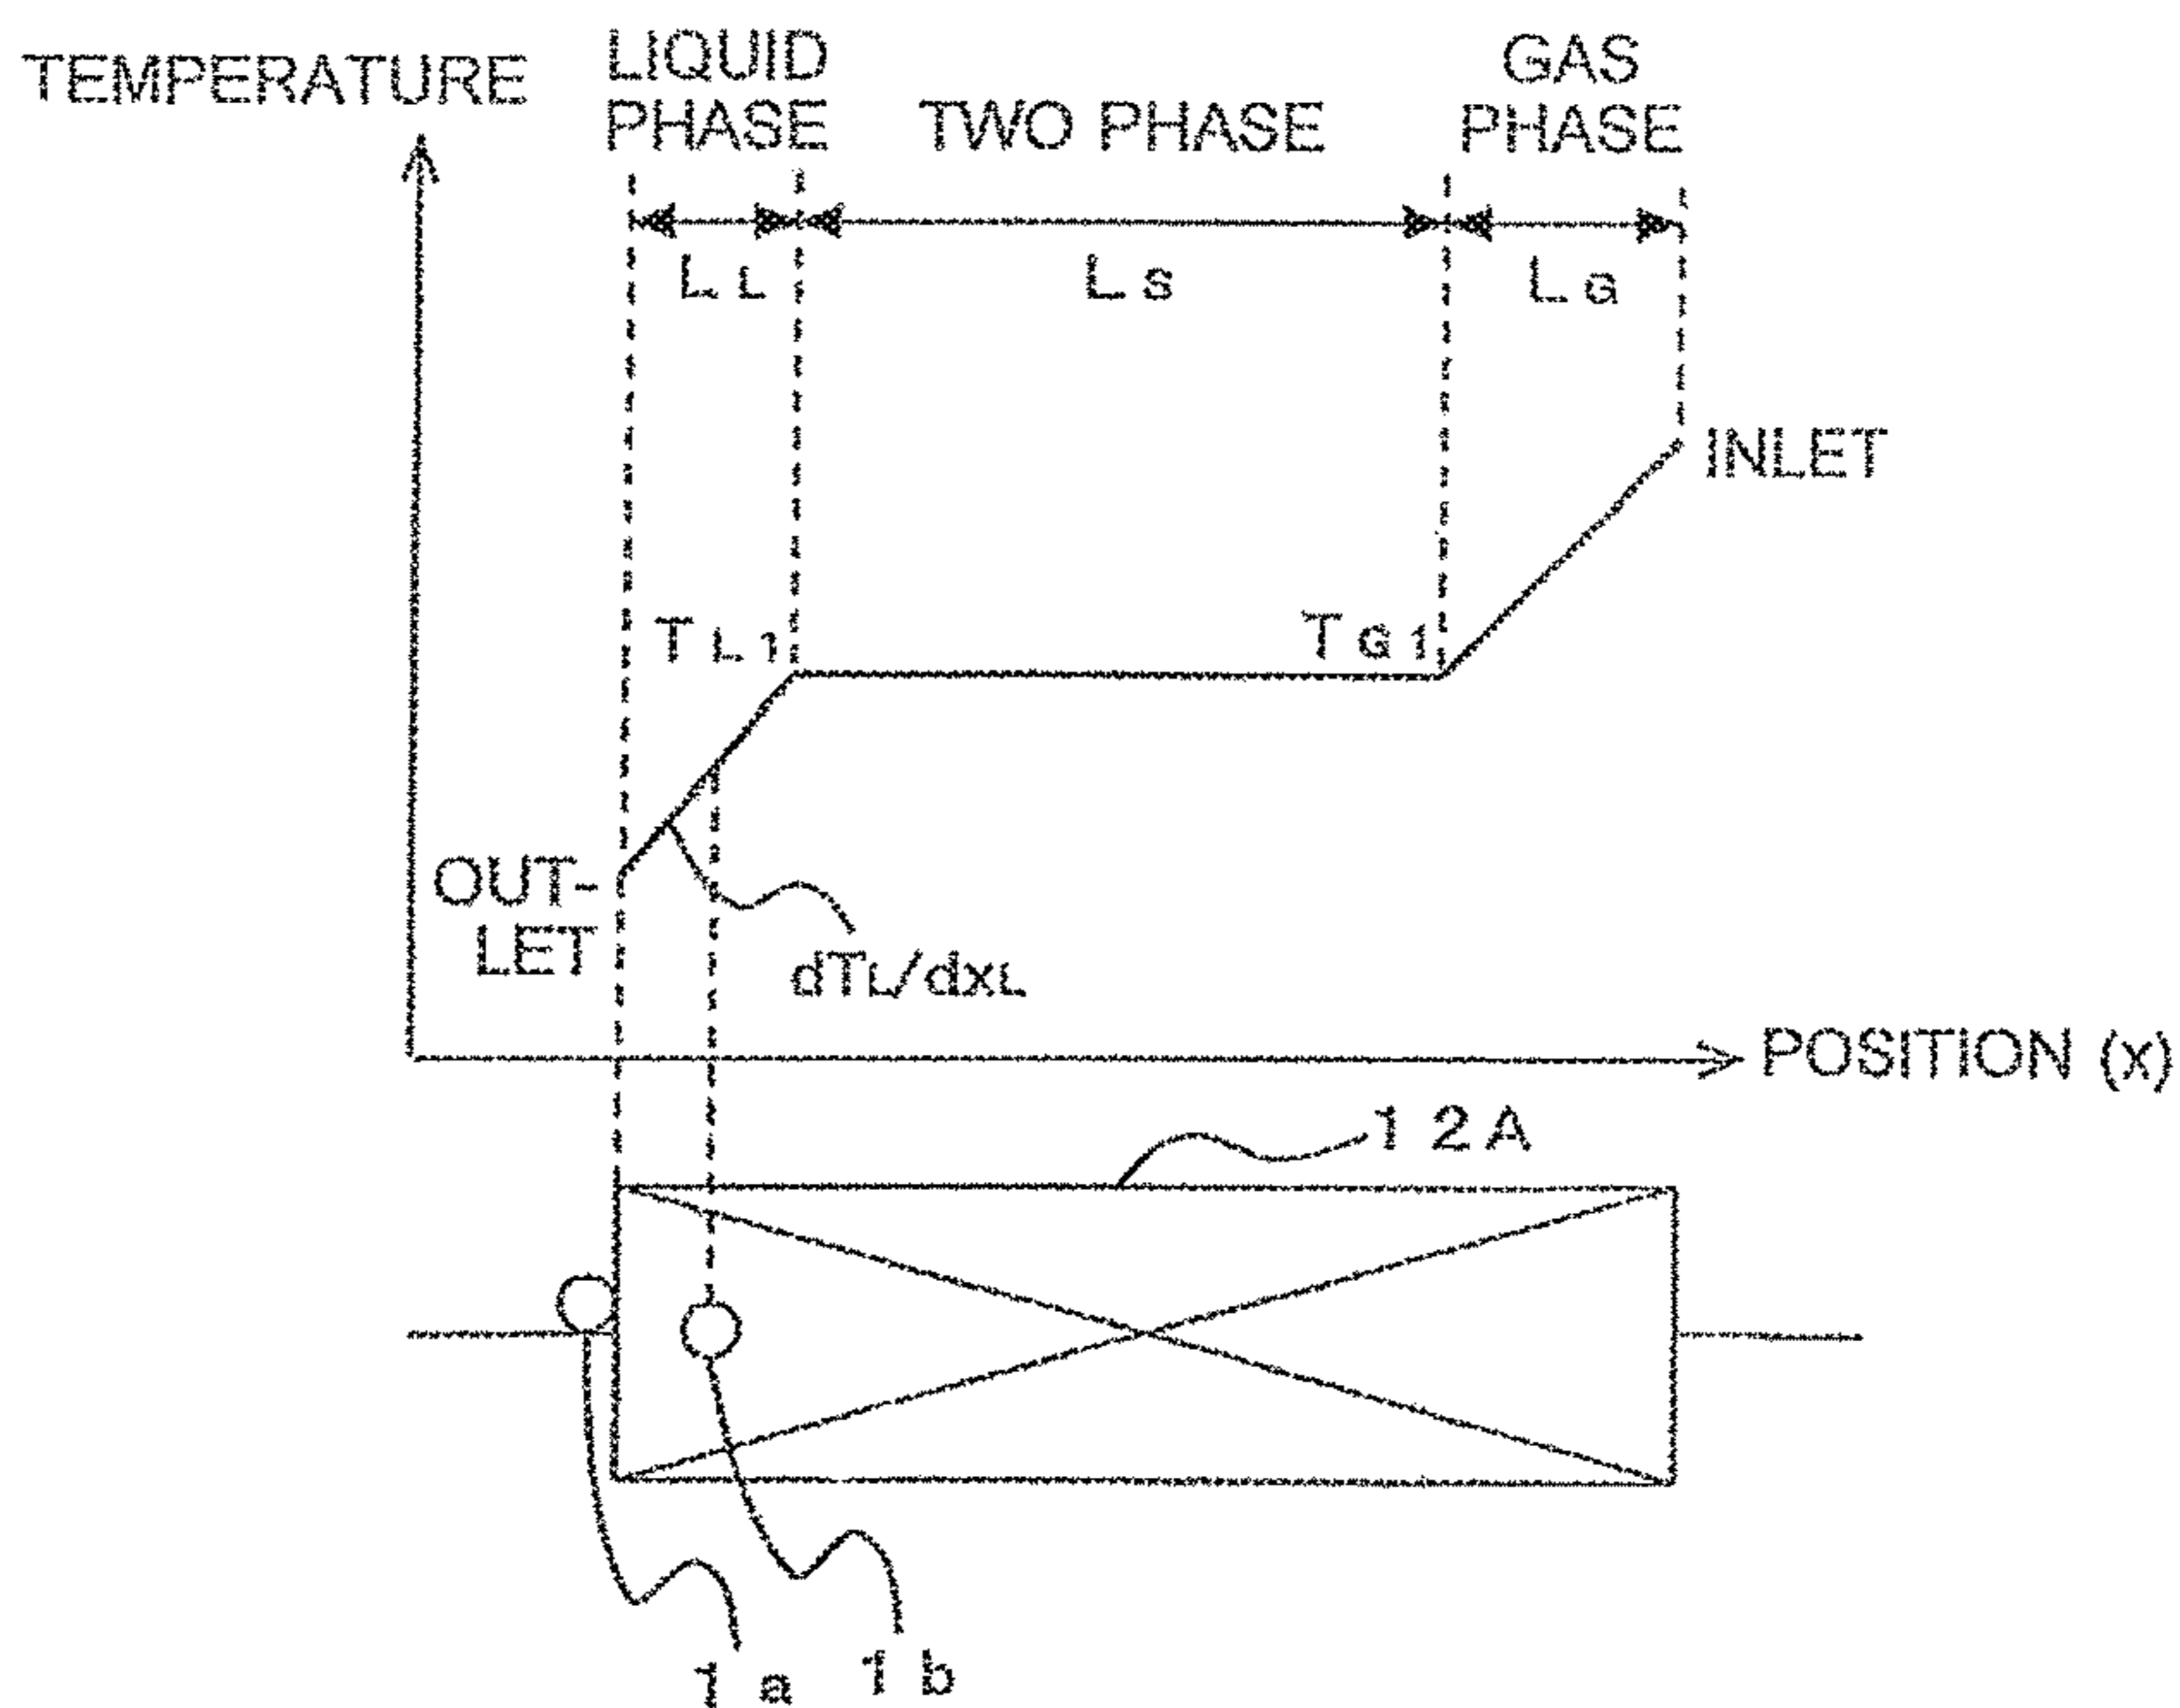 TEMPERATURE
LIQUID
PHASE
TWO PHASE
GAS
PHASE
LL
LS
LG
INLET
TL1
TG1
OUT-
LET
dTL/dxL
POSITION (x)
12A
1a
1b